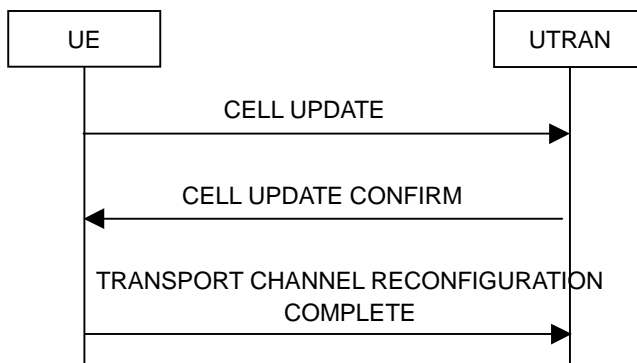 UE
UTRAN
CELL UPDATE
CELL UPDATE CONFIRM
TRANSPORT CHANNEL RECONFIGURATION
COMPLETE